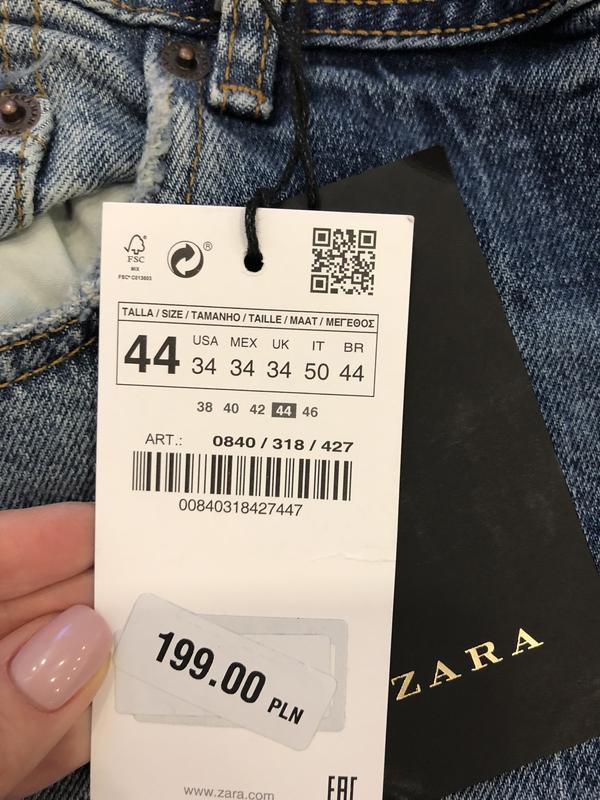 FSC
MIX
FSC® C013603
®
TALLA / SIZE / TAMANHO / TAILLE / MAAT / ΜΕΓΕΘΟΣ
44
USA MEX UK IT BR
34 34 34 50 44
38 40 42 44 46
ART.: 0840 / 318 / 427
00840318427447
199.00 PLN
ZARA
www.zara.com
EAC